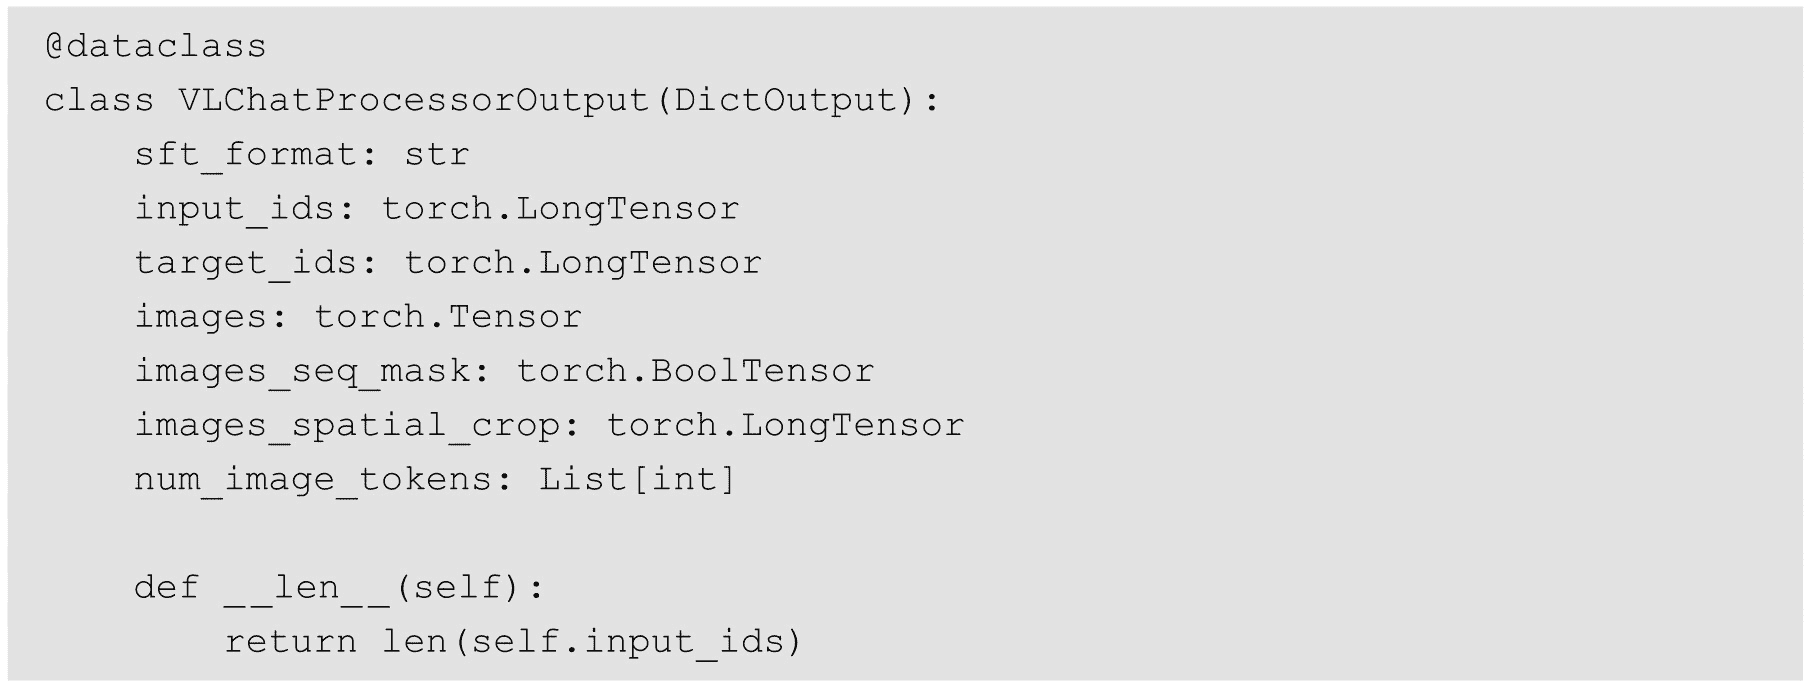 @dataclass
class VLChatProcessorOutput(DictOutput):
    sft_format: str
    input_ids: torch.LongTensor
    target_ids: torch.LongTensor
    images: torch.Tensor
    images_seq_mask: torch.BoolTensor
    images_spatial_crop: torch.LongTensor
    num_image_tokens: List[int]

    def __len__(self):
        return len(self.input_ids)